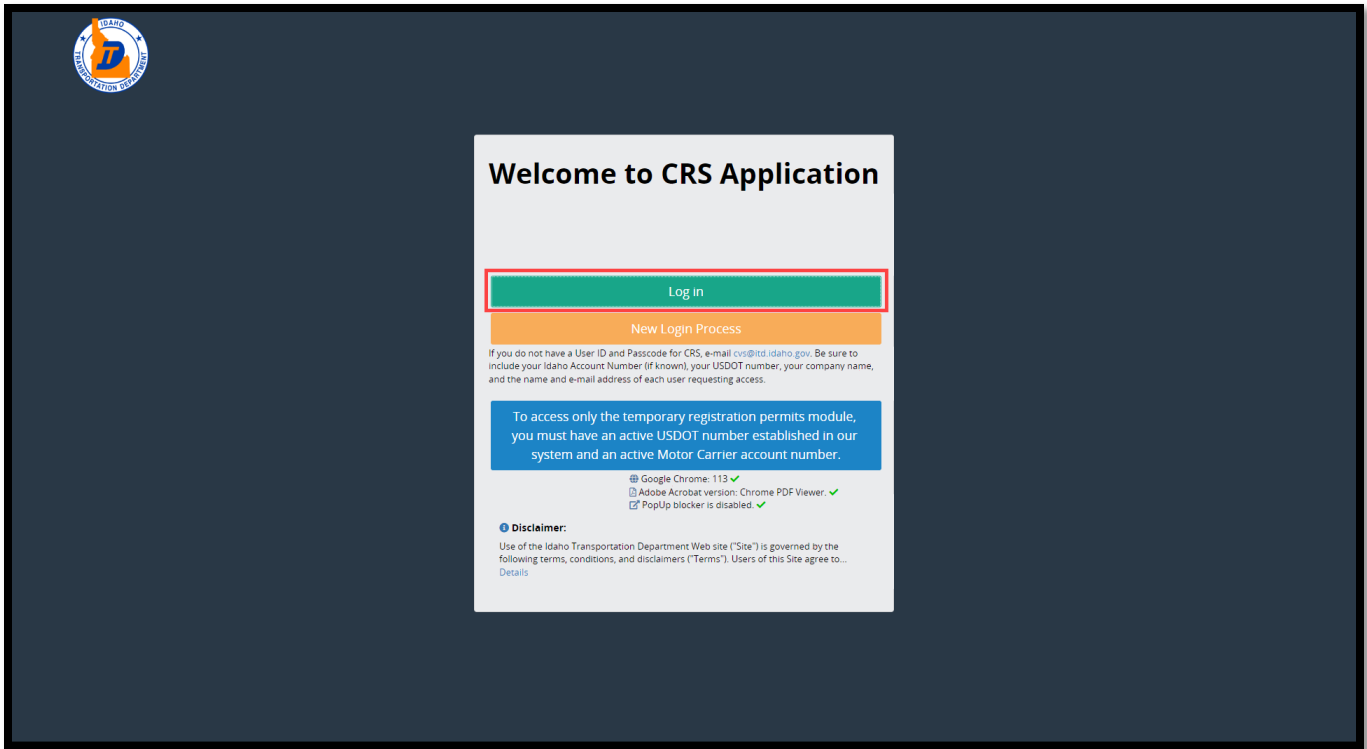 IDAHO
TRANSPORTATION DEPARTMENT
Welcome to CRS Application
Log in
New Login Process
If you do not have a User ID and Passcode for CRS, e-mail cvs@itd.idaho.gov. Be sure to
include your Idaho Account Number (if known), your USDOT number, your company name,
and the name and e-mail address of each user requesting access.
To access only the temporary registration permits module,
you must have an active USDOT number established in our
system and an active Motor Carrier account number.
Google Chrome: 113
Adobe Acrobat version: Chrome PDF Viewer.
PopUp blocker is disabled.
Disclaimer:
Use of the Idaho Transportation Department Web site ("Site") is governed by the
following terms, conditions, and disclaimers ("Terms"). Users of this Site agree to...
Details